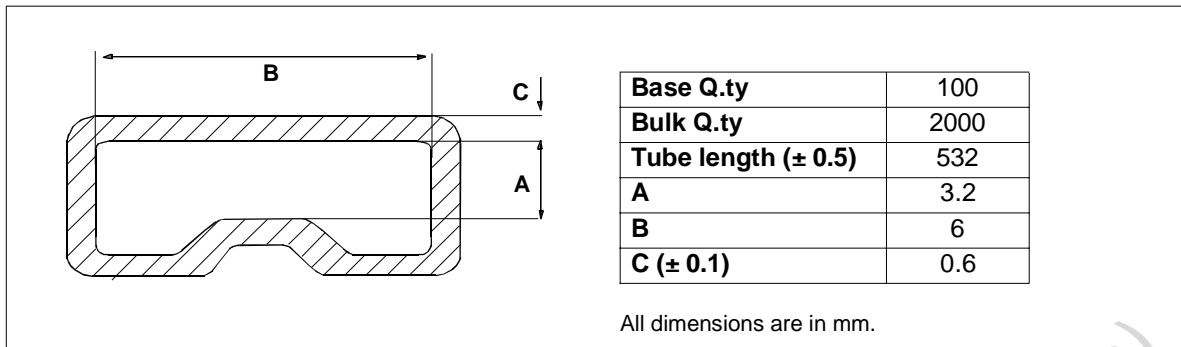 B
C
A
Base Q.ty 100
Bulk Q.ty 2000
Tube length (± 0.5) 532
A 3.2
B 6
C (± 0.1) 0.6
All dimensions are in mm.